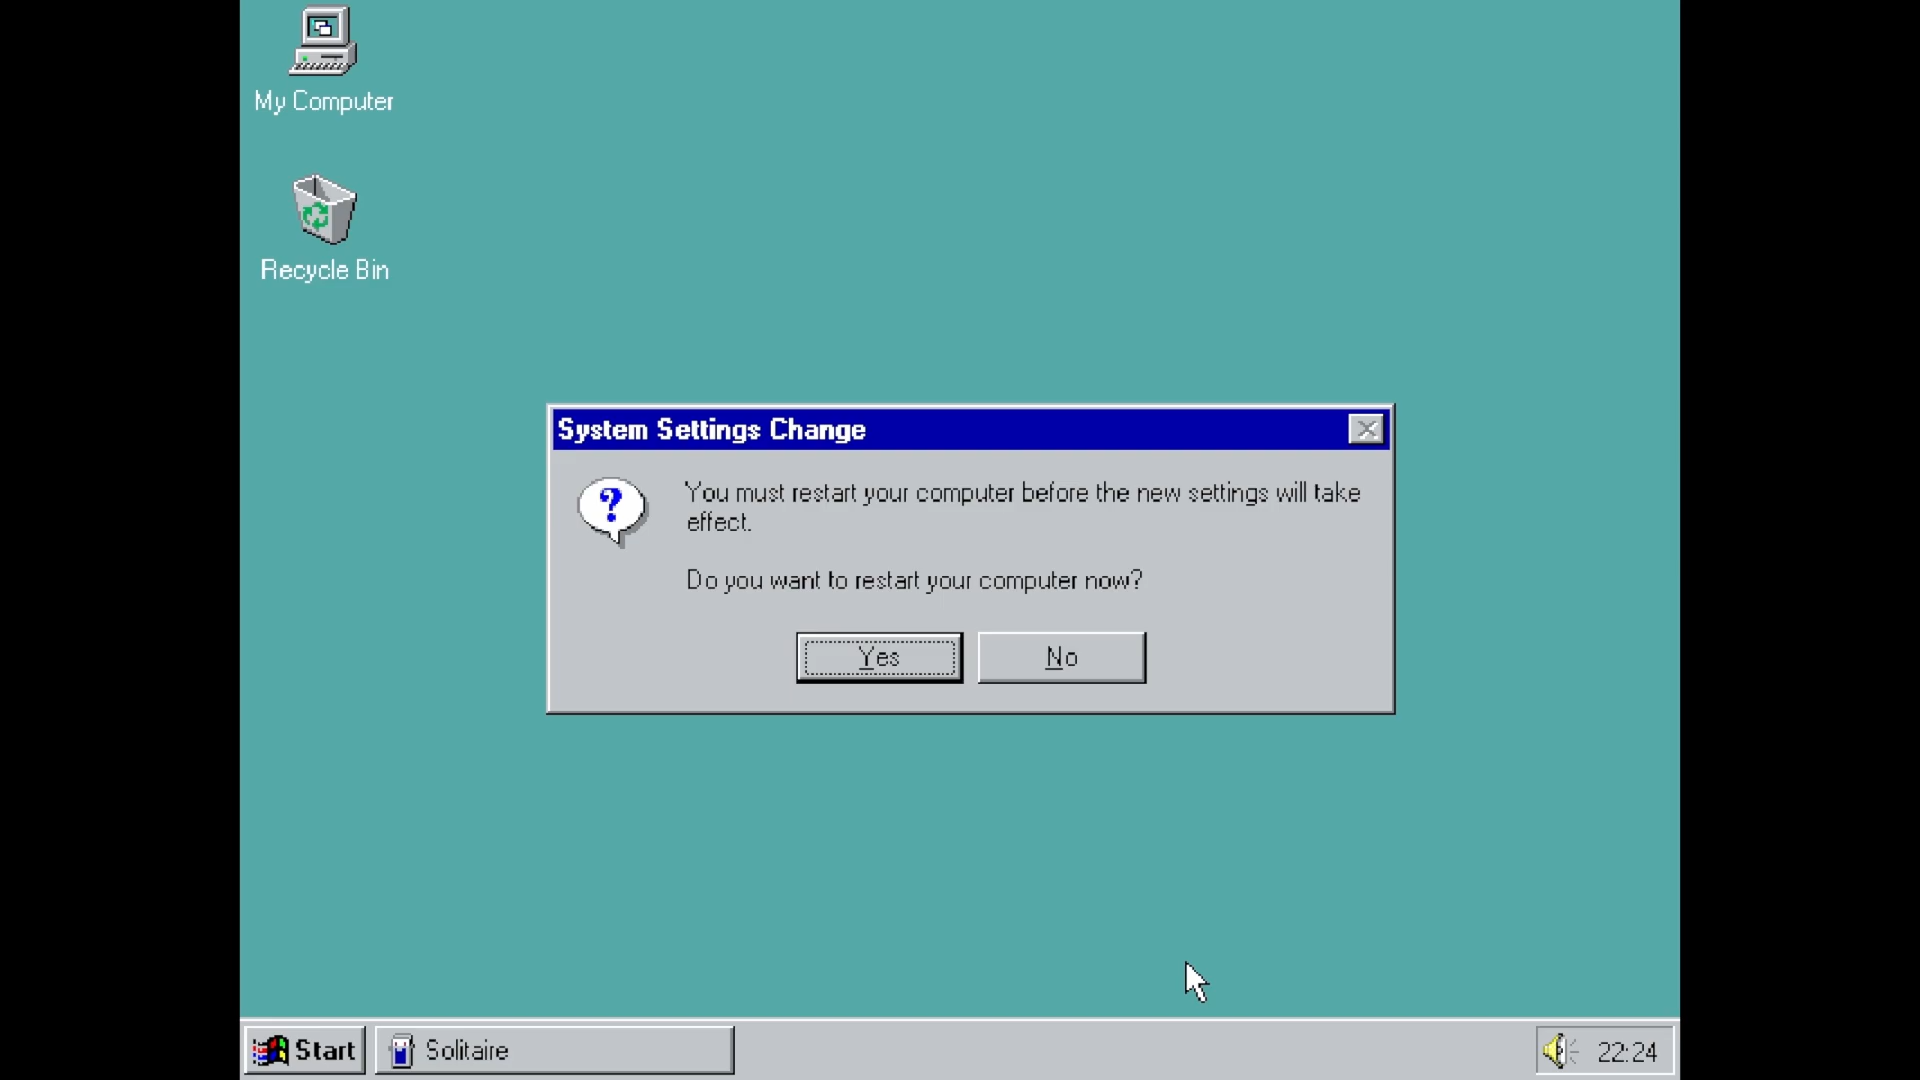 My Computer
Recycle Bin
System Settings Change
You must restart your computer before the new settings will take
effect.
Do you want to restart your computer now?
Yes
No
Start
Solitaire
22:24